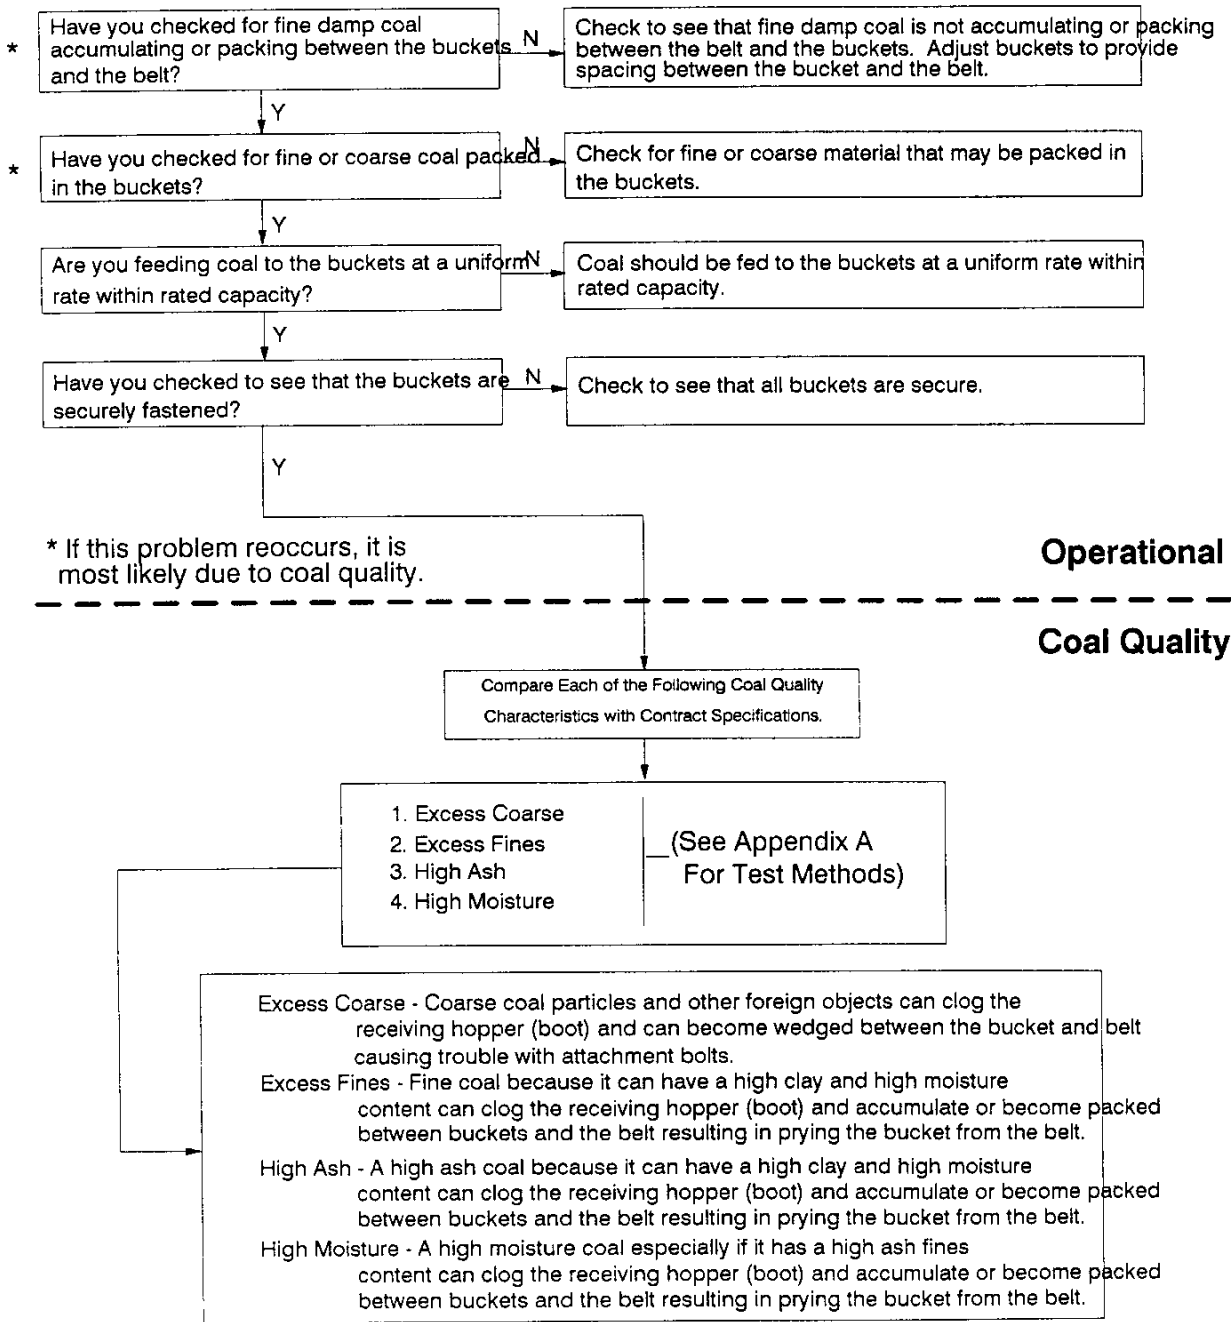 * Have you checked for fine damp coal
accumulating or packing between the buckets
and the belt?
N
Check to see that fine damp coal is not accumulating or packing
between the belt and the buckets. Adjust buckets to provide
spacing between the bucket and the belt.
Y
* Have you checked for fine or coarse coal packed
in the buckets?
N
Check for fine or coarse material that may be packed in
the buckets.
Y
Are you feeding coal to the buckets at a uniform
rate within rated capacity?
N
Coal should be fed to the buckets at a uniform rate within
rated capacity.
Y
Have you checked to see that the buckets are
securely fastened?
N
Check to see that all buckets are secure.
Y
* If this problem reoccurs, it is
most likely due to coal quality.
Operational
Coal Quality
Compare Each of the Following Coal Quality
Characteristics with Contract Specifications.
1. Excess Coarse
2. Excess Fines
3. High Ash
4. High Moisture
(See Appendix A
For Test Methods)
Excess Coarse - Coarse coal particles and other foreign objects can clog the
receiving hopper (boot) and can become wedged between the bucket and belt
causing trouble with attachment bolts.
Excess Fines - Fine coal because it can have a high clay and high moisture
content can clog the receiving hopper (boot) and accumulate or become packed
between buckets and the belt resulting in prying the bucket from the belt.
High Ash - A high ash coal because it can have a high clay and high moisture
content can clog the receiving hopper (boot) and accumulate or become packed
between buckets and the belt resulting in prying the bucket from the belt.
High Moisture - A high moisture coal especially if it has a high ash fines
content can clog the receiving hopper (boot) and accumulate or become packed
between buckets and the belt resulting in prying the bucket from the belt.